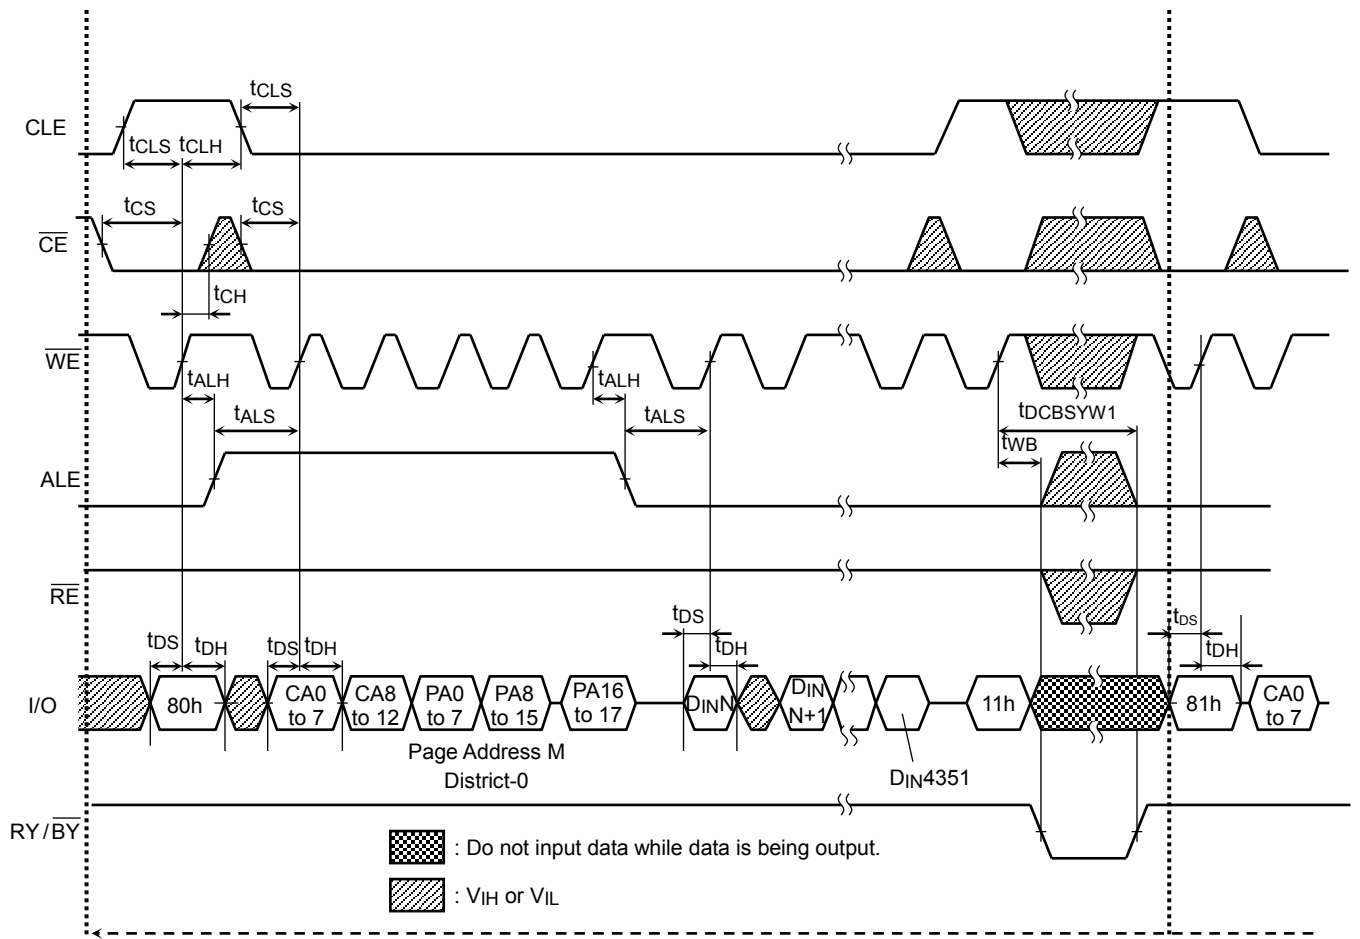 tCLS
CLE
tCLS tCLH
tCS tCS
CE
tCH
WE
tALH tALH
tALS tALS tDCBSYW1
tWB
ALE
RE
tDS tDS
tDS tDH tDS tDH tDH tDH
I/O
80h
CA0 to 7
CA8 to 12
PA0 to 7
PA8 to 15
PA16 to 17
DINN
DIN N+1
11h
81h
CA0 to 7
Page Address M
District-0
DIN4351
RY/BY
: Do not input data while data is being output.
: VIH or VIL